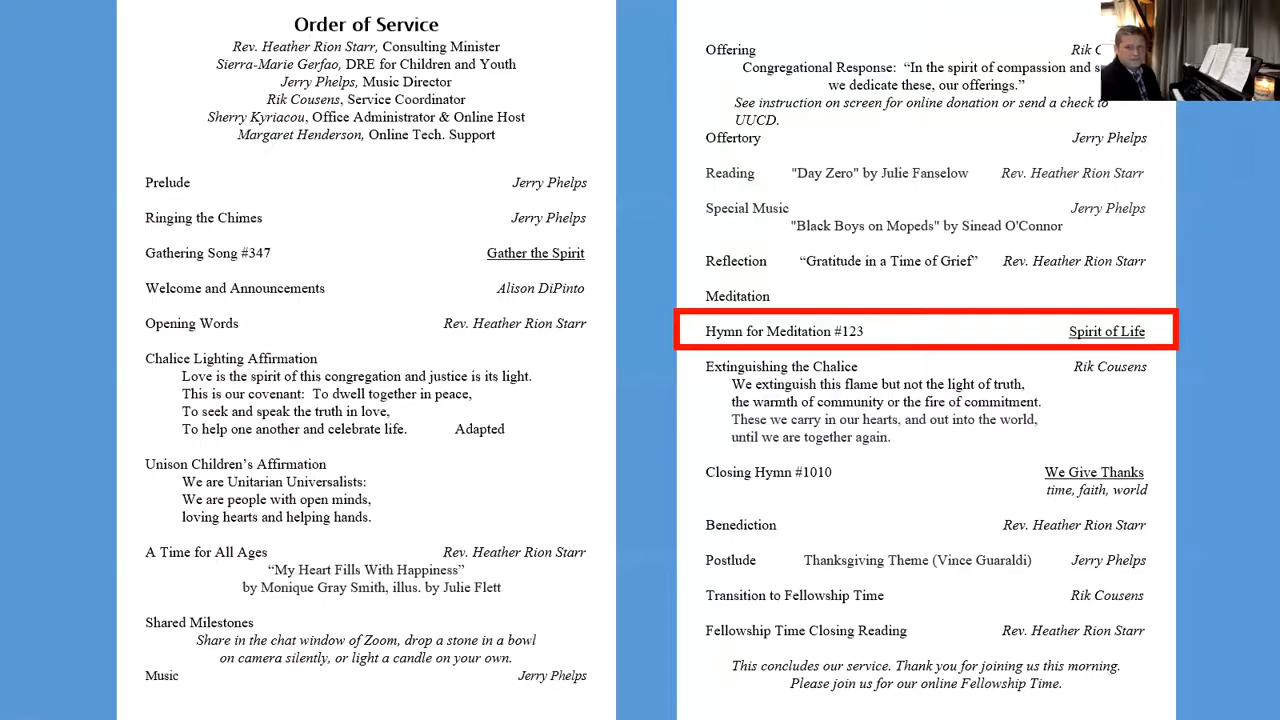 Order of Service
Rev. Heather Rion Starr, Consulting Minister
Sierra-Marie Gerfao, DRE for Children and Youth
Jerry Phelps, Music Director
Rik Cousens, Service Coordinator
Sherry Kyriacou, Office Administrator & Online Host
Margaret Henderson, Online Tech. Support
Prelude Jerry Phelps
Ringing the Chimes Jerry Phelps
Gathering Song #347 Gather the Spirit
Welcome and Announcements Alison DiPinto
Opening Words Rev. Heather Rion Starr
Chalice Lighting Affirmation
Love is the spirit of this congregation and justice is its light.
This is our covenant: To dwell together in peace,
To seek and speak the truth in love,
To help one another and celebrate life. Adapted
Unison Children’s Affirmation
We are Unitarian Universalists:
We are people with open minds,
loving hearts and helping hands.
A Time for All Ages Rev. Heather Rion Starr
“My Heart Fills With Happiness”
by Monique Gray Smith, illus. by Julie Flett
Shared Milestones
Share in the chat window of Zoom, drop a stone in a bowl
on camera silently, or light a candle on your own.
Music Jerry Phelps
Offering Rik
Congregational Response: “In the spirit of compassion and
we dedicate these, our offerings.”
See instruction on screen for online donation or send a check to
UUCD.
Offertory Jerry Phelps
Reading "Day Zero" by Julie Fanselow Rev. Heather Rion Starr
Special Music Jerry Phelps
"Black Boys on Mopeds" by Sinead O'Connor
Reflection “Gratitude in a Time of Grief” Rev. Heather Rion Starr
Meditation
Hymn for Meditation #123 Spirit of Life
Extinguishing the Chalice Rik Cousens
We extinguish this flame but not the light of truth,
the warmth of community or the fire of commitment.
These we carry in our hearts, and out into the world,
until we are together again.
Closing Hymn #1010 We Give Thanks
time, faith, world
Benediction Rev. Heather Rion Starr
Postlude Thanksgiving Theme (Vince Guaraldi) Jerry Phelps
Transition to Fellowship Time Rik Cousens
Fellowship Time Closing Reading Rev. Heather Rion Starr
This concludes our service. Thank you for joining us this morning.
Please join us for our online Fellowship Time.